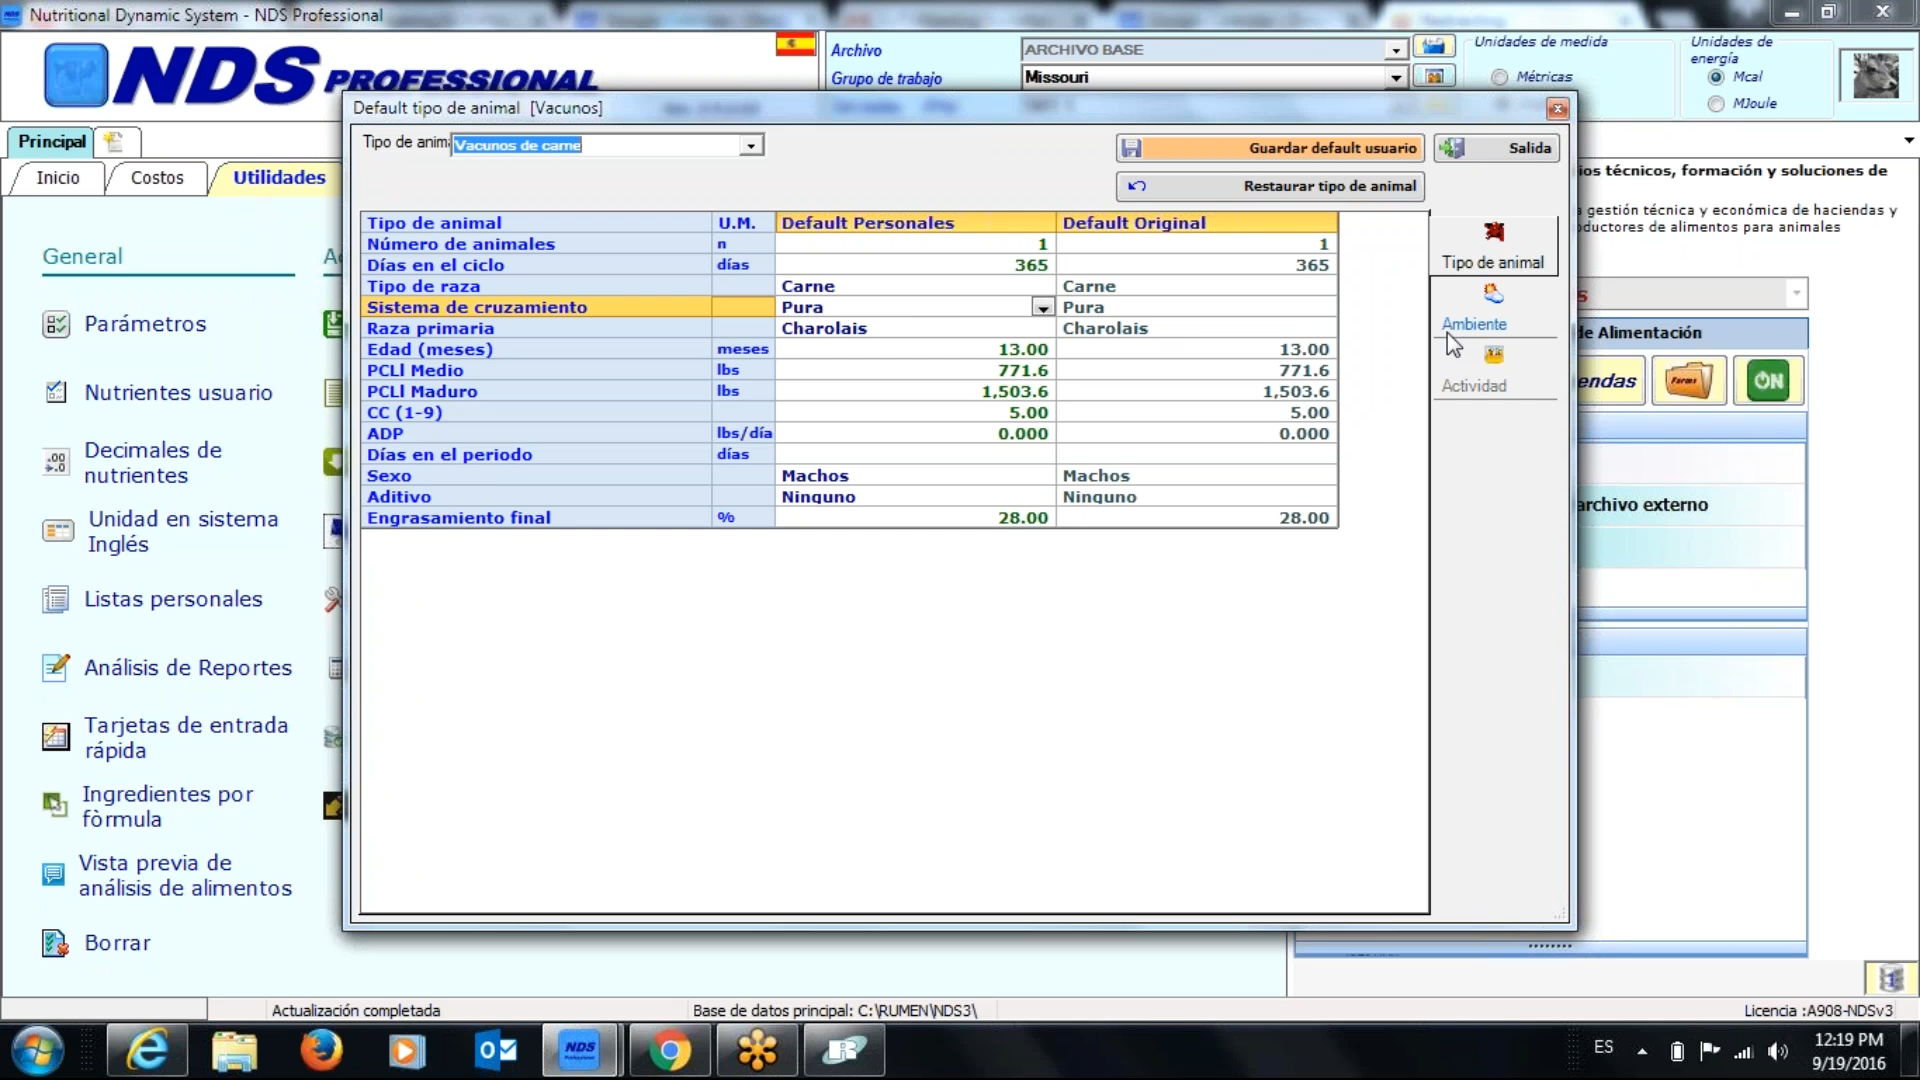 Nutritional Dynamic System - NDS Professional
NDS PROFESSIONAL
Archivo
ARCHIVO BASE
Grupo de trabajo
Missouri
Unidades de medida
Métricas
Unidades de energía
Mcal
MJoule
Principal
Inicio
Costos
Utilidades
General
Parámetros
Nutrientes usuario
Decimales de
nutrientes
Unidad en sistema
Inglés
Listas personales
Análisis de Reportes
Tarjetas de entrada
rápida
Ingredientes por
fòrmula
Vista previa de
análisis de alimentos
Borrar
Default tipo de animal [Vacunos]
Tipo de anim
Vacunos de carne
Guardar default usuario
Salida
Restaurar tipo de animal
Tipo de animal U.M. Default Personales Default Original
Número de animales n 1 1
Días en el ciclo días 365 365
Tipo de raza Carne Carne
Sistema de cruzamiento Pura Pura
Raza primaria Charolais Charolais
Edad (meses) meses 13.00 13.00
PCLl Medio lbs 771.6 771.6
PCLl Maduro lbs 1,503.6 1,503.6
CC (1-9) 5.00 5.00
ADP lbs/día 0.000 0.000
Días en el periodo días
Sexo Machos Machos
Aditivo Ninguno Ninguno
Engrasamiento final % 28.00 28.00
Tipo de animal
Ambiente
Actividad
ios técnicos, formación y soluciones de
gestión técnica y económica de haciendas y
ductores de alimentos para animales
de Alimentación
endas
Forms
ON
archivo externo
Actualización completada
Base de datos principal: C:\RUMEN\NDS3\
Licencia :A908-NDSv3
NDS
Professional
ES
12:19 PM
9/19/2016